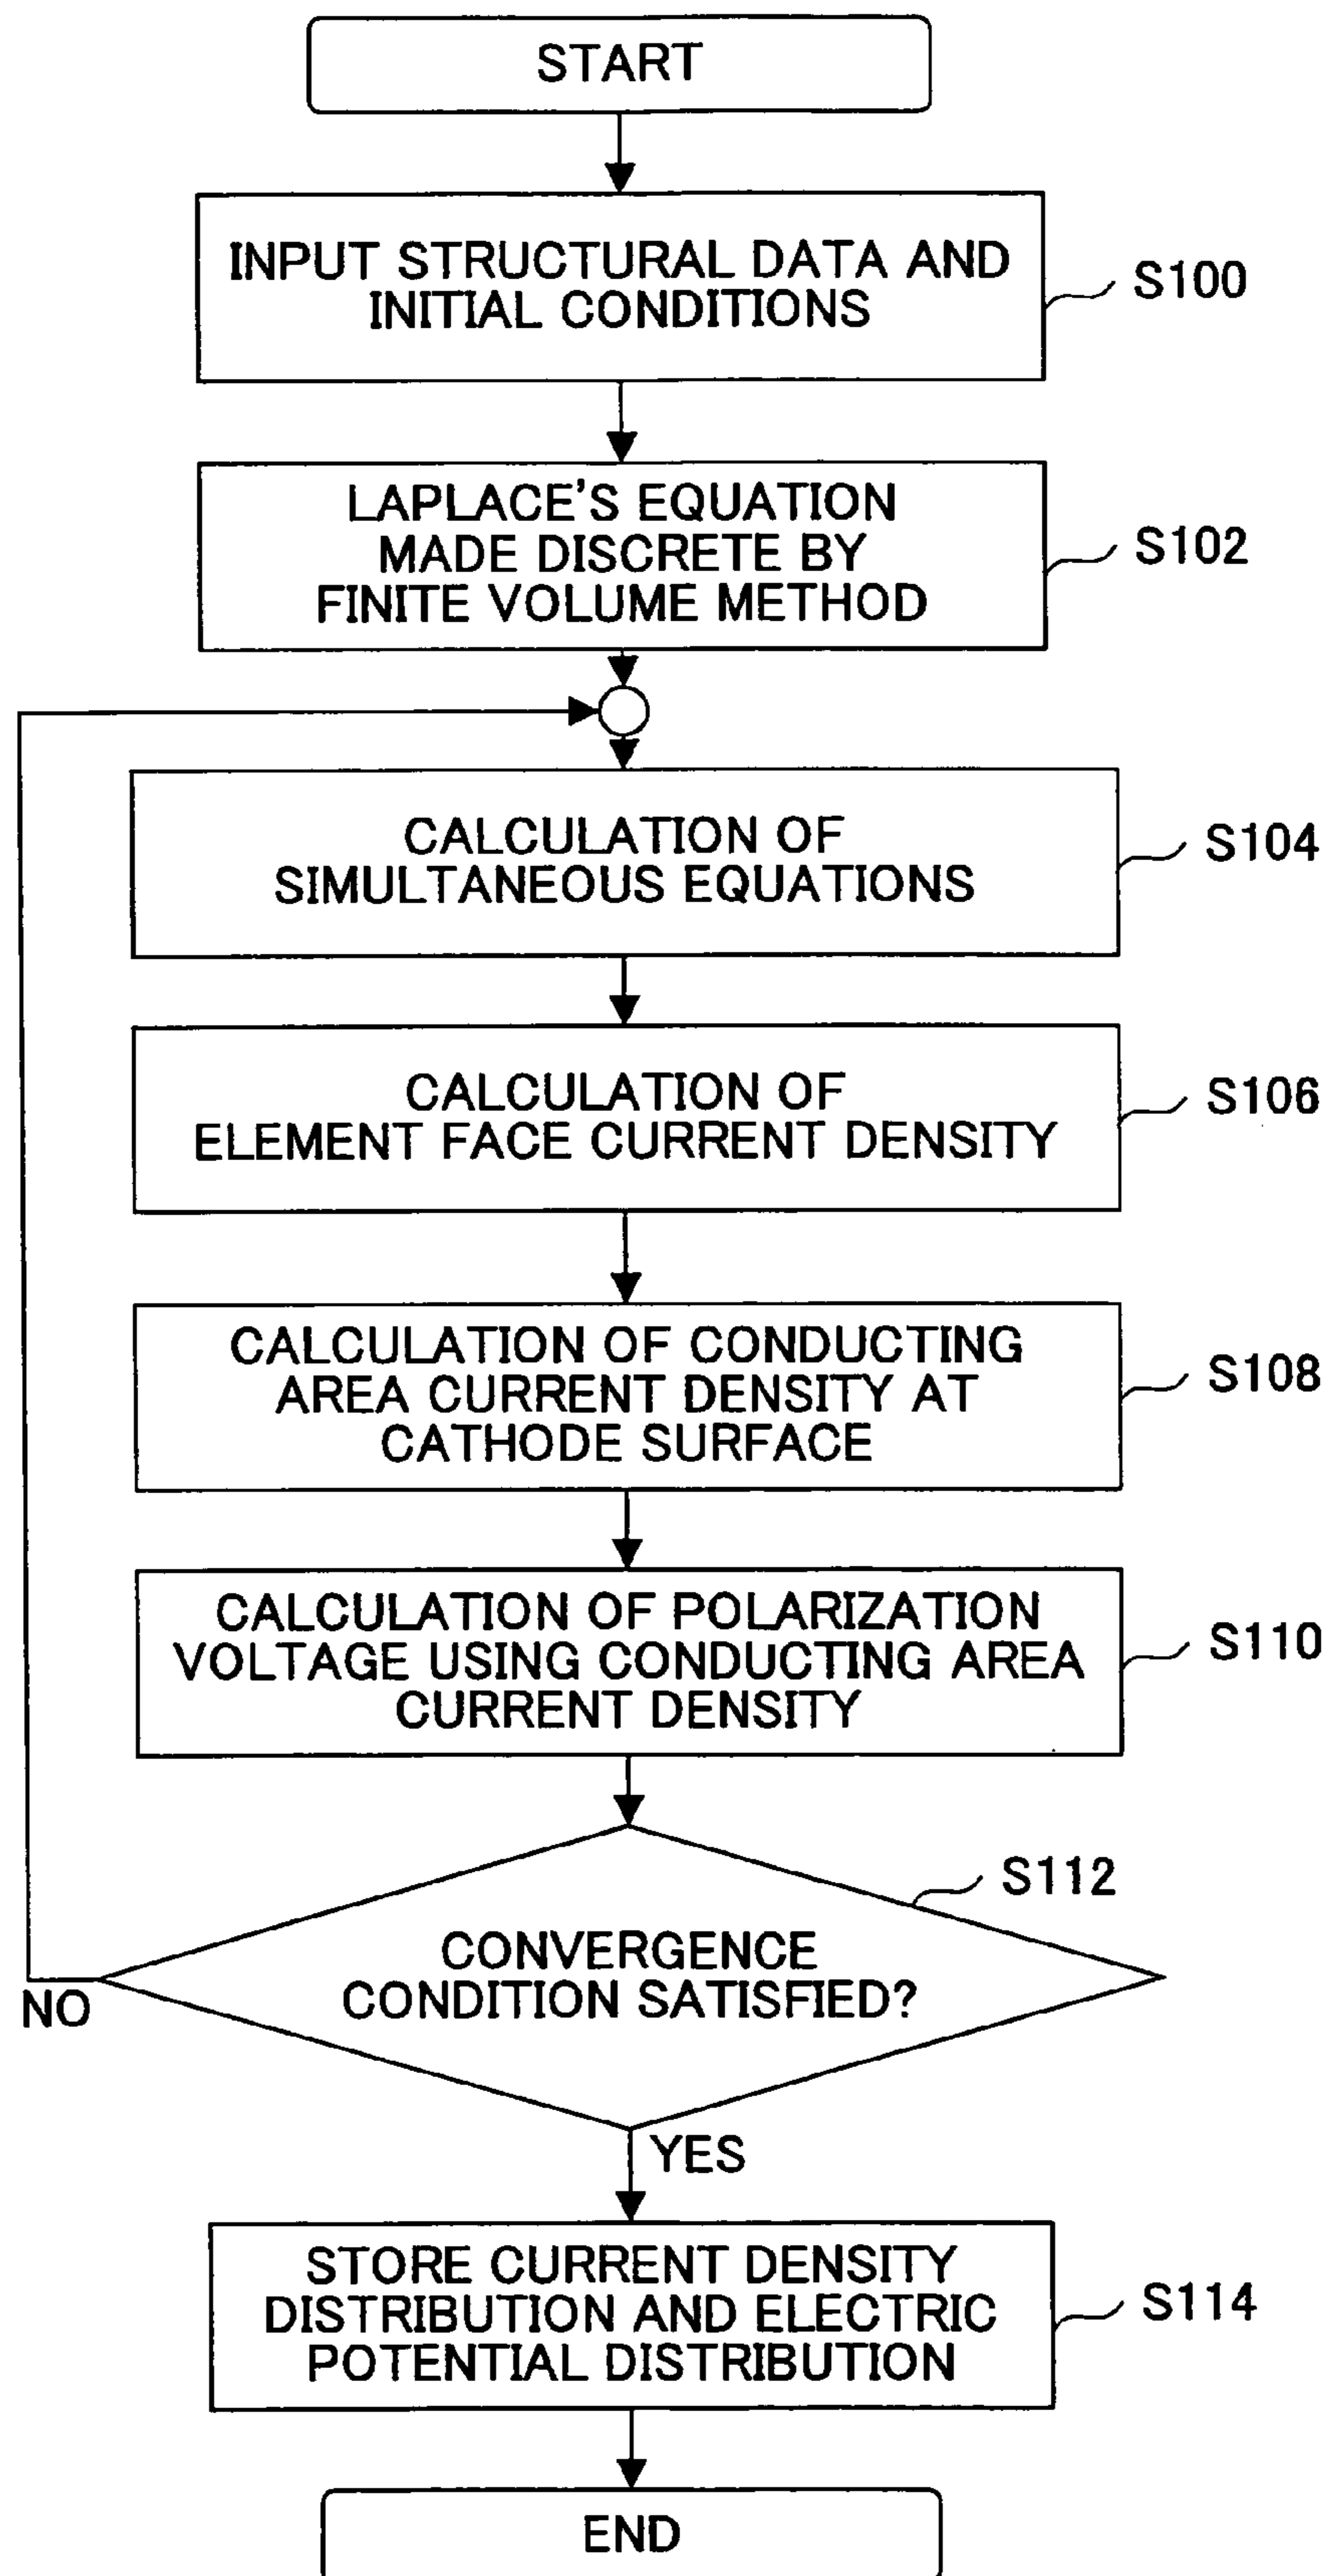 START
INPUT STRUCTURAL DATA AND
INITIAL CONDITIONS
S100
LAPLACE'S EQUATION
MADE DISCRETE BY
FINITE VOLUME METHOD
S102
CALCULATION OF
SIMULTANEOUS EQUATIONS
S104
CALCULATION OF
ELEMENT FACE CURRENT DENSITY
S106
CALCULATION OF CONDUCTING
AREA CURRENT DENSITY AT
CATHODE SURFACE
S108
CALCULATION OF POLARIZATION
VOLTAGE USING CONDUCTING AREA
CURRENT DENSITY
S110
S112
CONVERGENCE
CONDITION SATISFIED?
NO
YES
STORE CURRENT DENSITY
DISTRIBUTION AND ELECTRIC
POTENTIAL DISTRIBUTION
S114
END